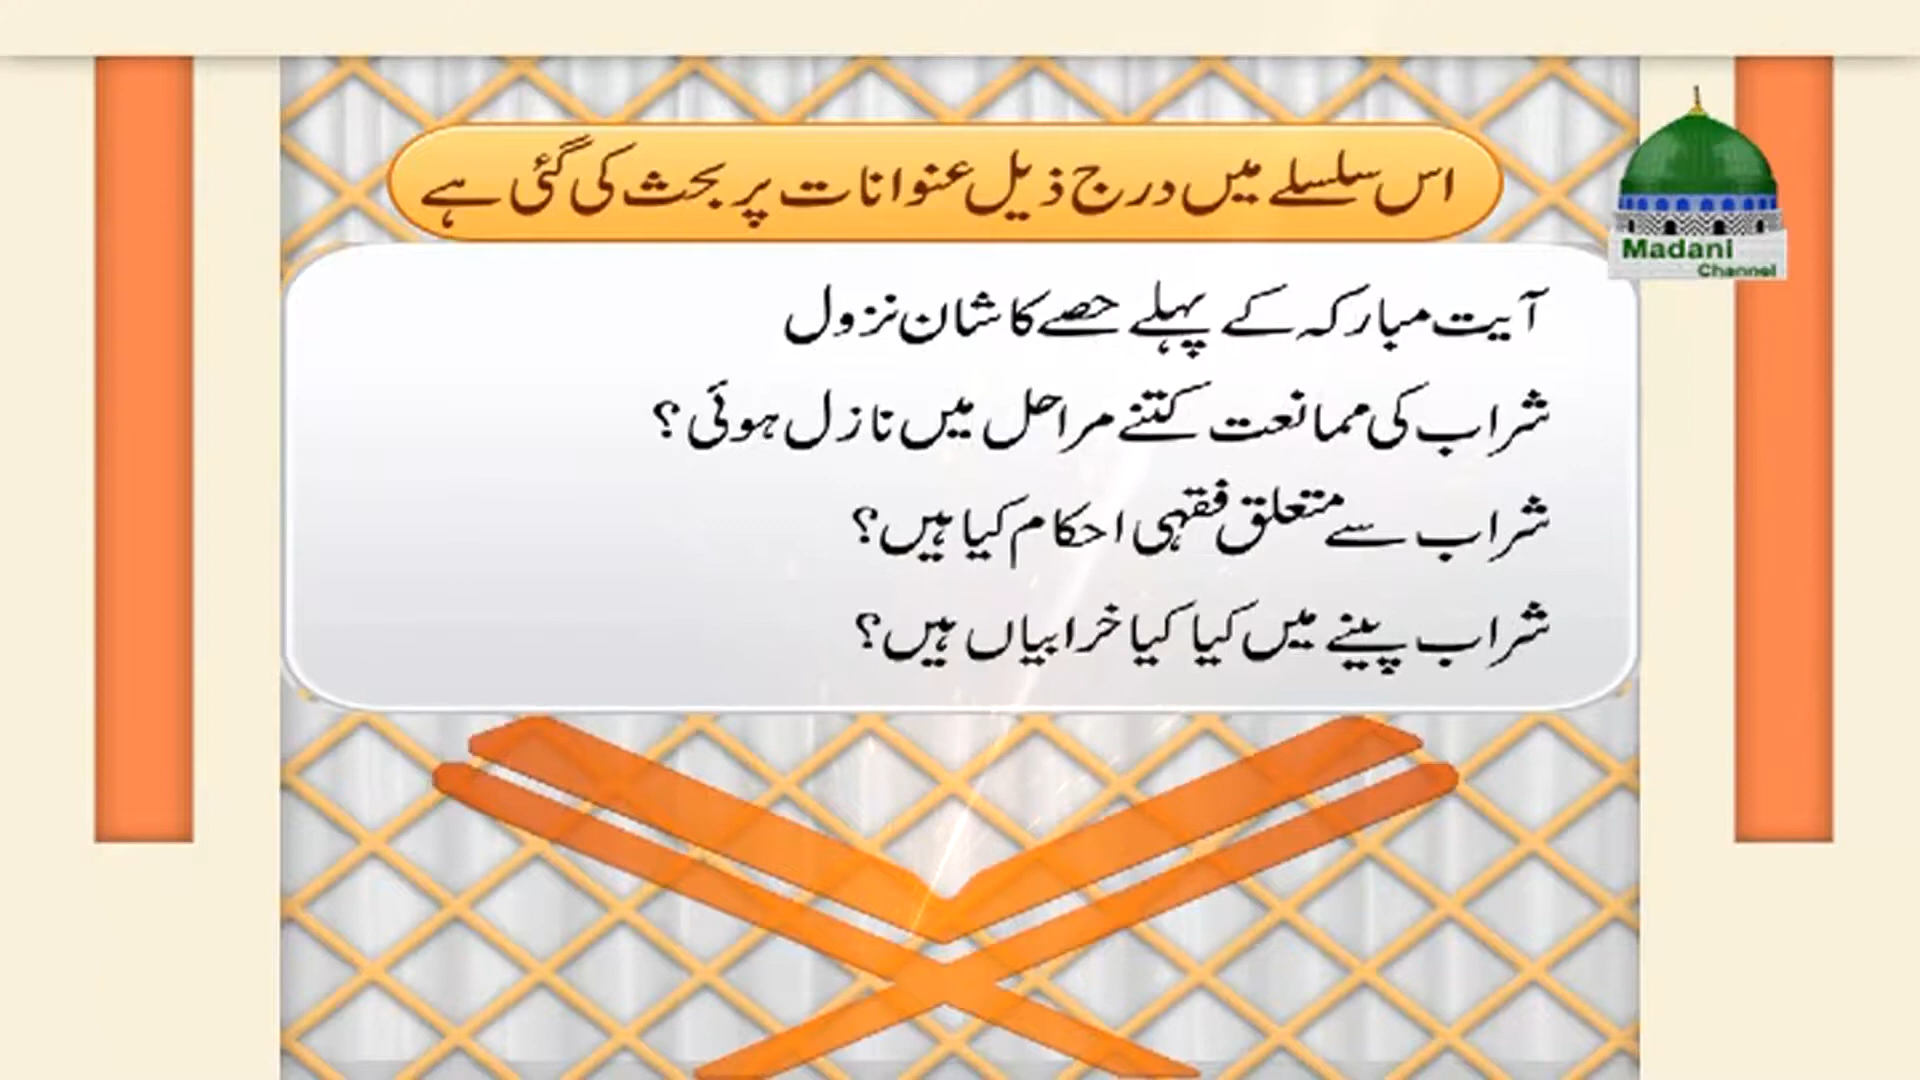 اس سلسلے میں درج ذیل عنوانات پر بحث کی گئی ہے
آیت مبارکہ کے پہلے حصے کا شان نزول
شراب کی ممانعت کتنے مراحل میں نازل ہوئی؟
شراب سے متعلق فقہی احکام کیا ہیں؟
شراب پینے میں کیا کیا خرابیاں ہیں؟
Madani
Channel